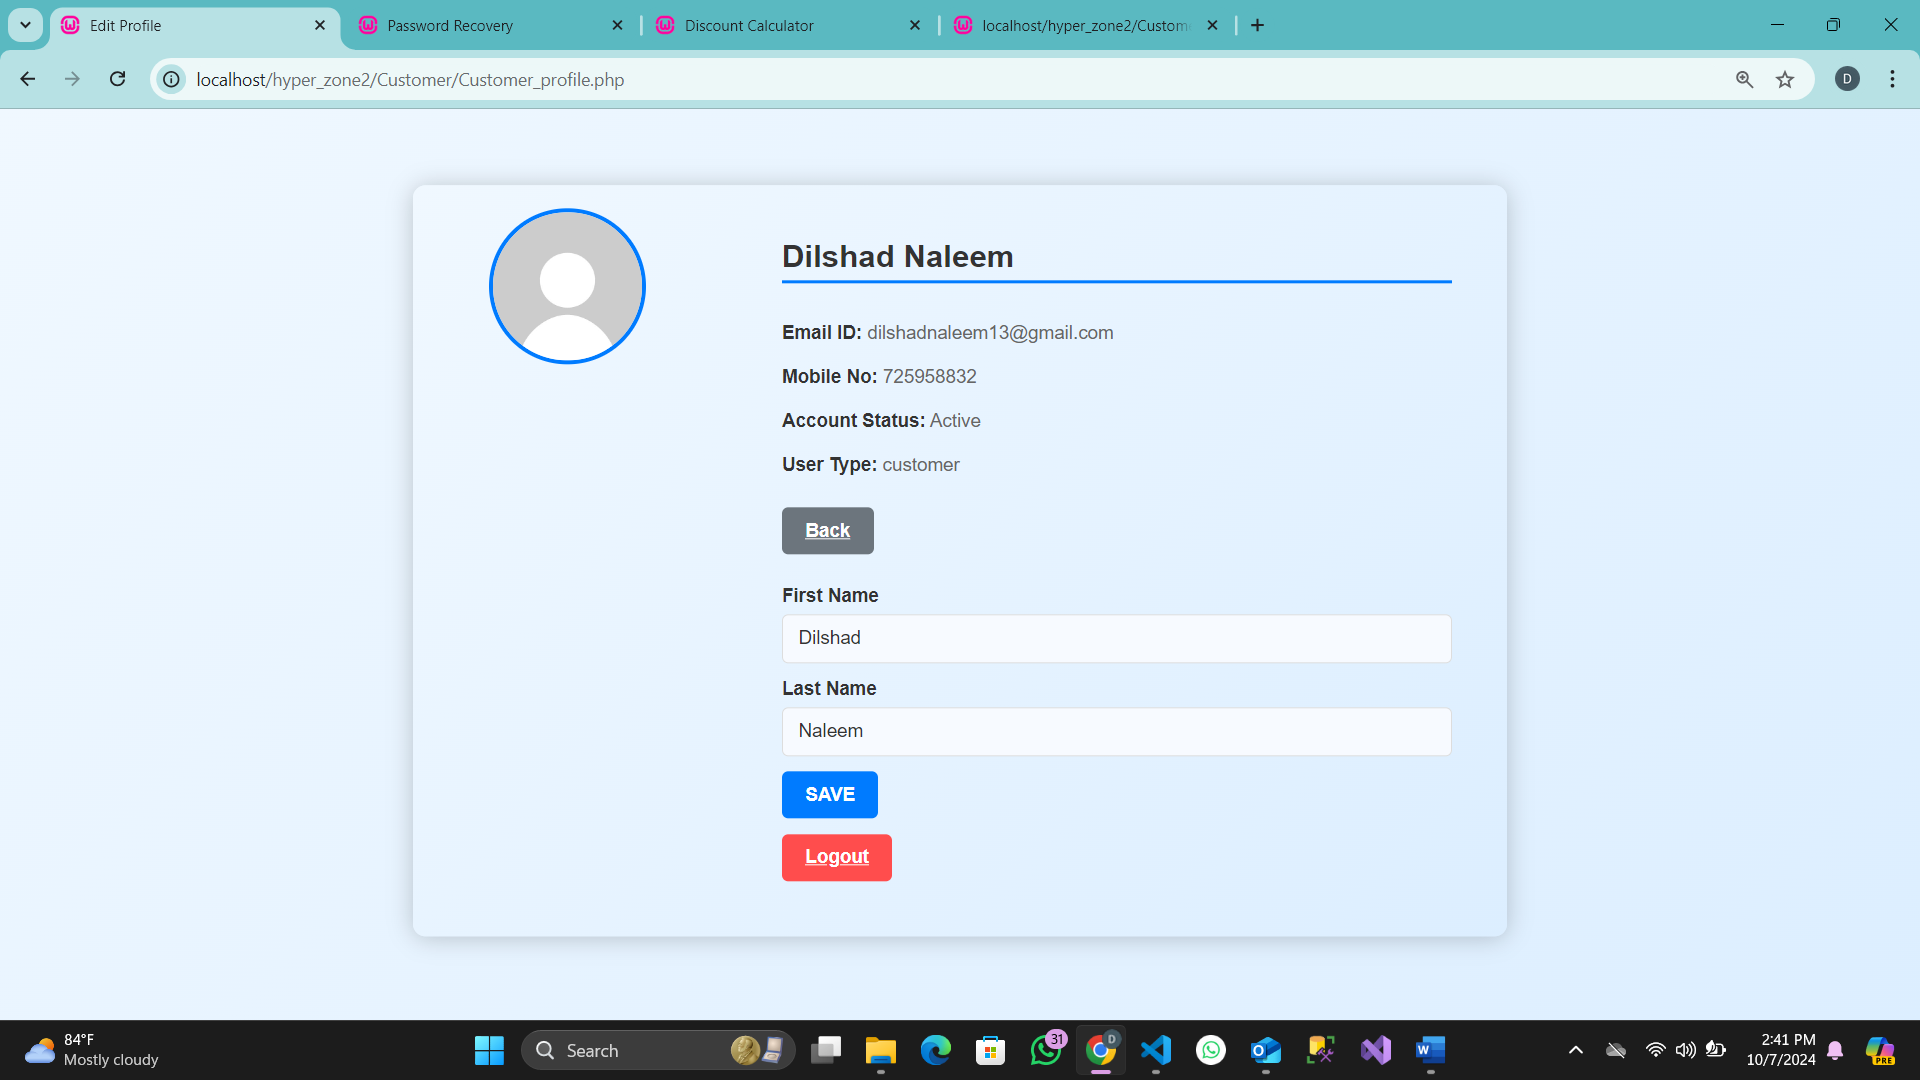 Edit Profile
Password Recovery
Discount Calculator
localhost/hyper_zone2/Custom
localhost/hyper_zone2/Customer/Customer_profile.php
D
Dilshad Naleem
Email ID: dilshadnaleem13@gmail.com
Mobile No: 725958832
Account Status: Active
User Type: customer
Back
First Name
Dilshad
Last Name
Naleem
SAVE
Logout
84°F
Mostly cloudy
Search
31
D
2:41 PM
10/7/2024
PRE